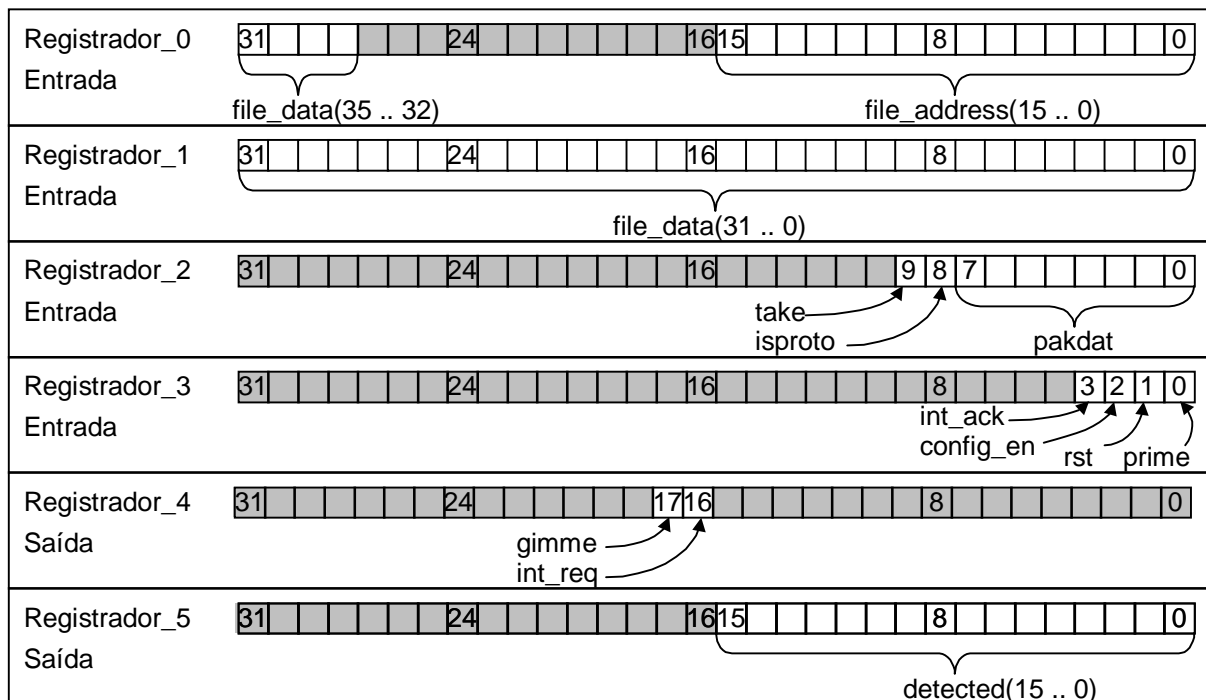 Registrador_0 31 24 16 15 8 0
Entrada
file_data(35 .. 32) file_address(15 .. 0)
Registrador_1 31 24 16 8 0
Entrada
file_data(31 .. 0)
Registrador_2 31 24 16 9 8 7 0
Entrada
take
isproto pakdat
Registrador_3 31 24 16 8 3 2 1 0
Entrada
int_ack
config_en rst prime
Registrador_4 31 24 17 16 8 0
Saída
gimme
int_req
Registrador_5 31 24 16 15 8 0
Saída
detected(15 .. 0)